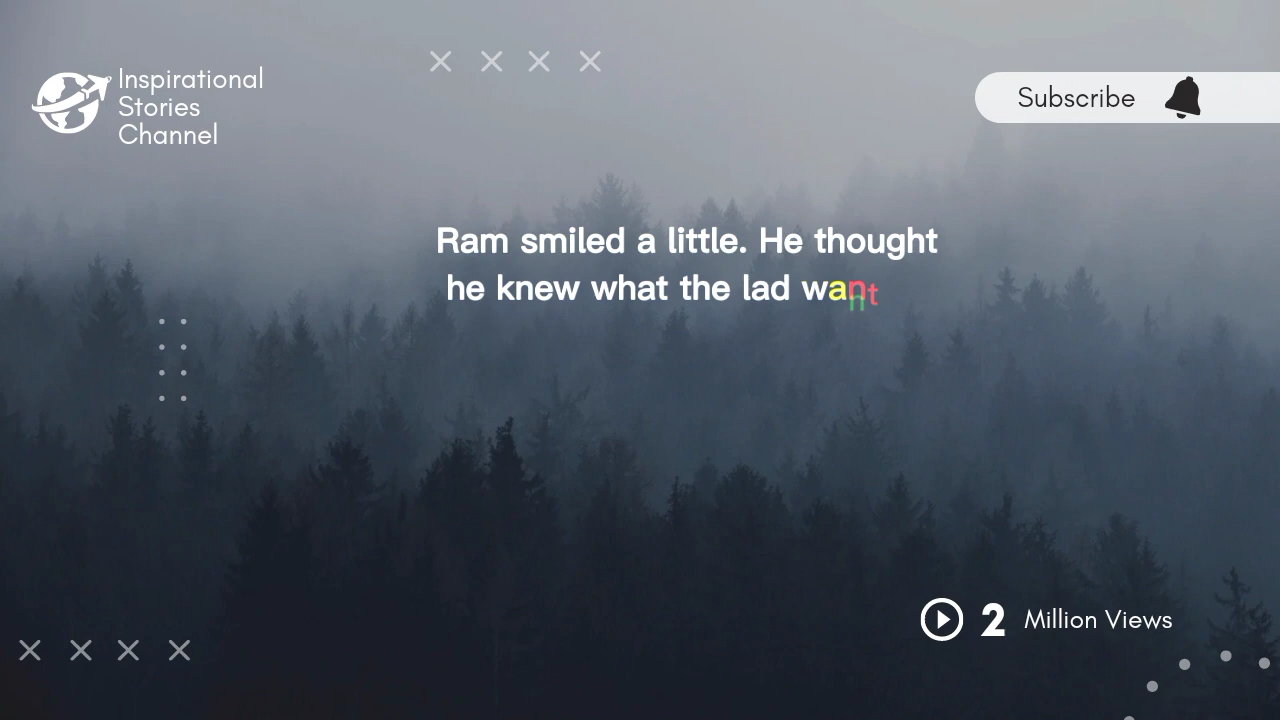 Inspirational
Stories
Channel
Subscribe
Ram smiled a little. He thought
he knew what the lad want
2 Million Views